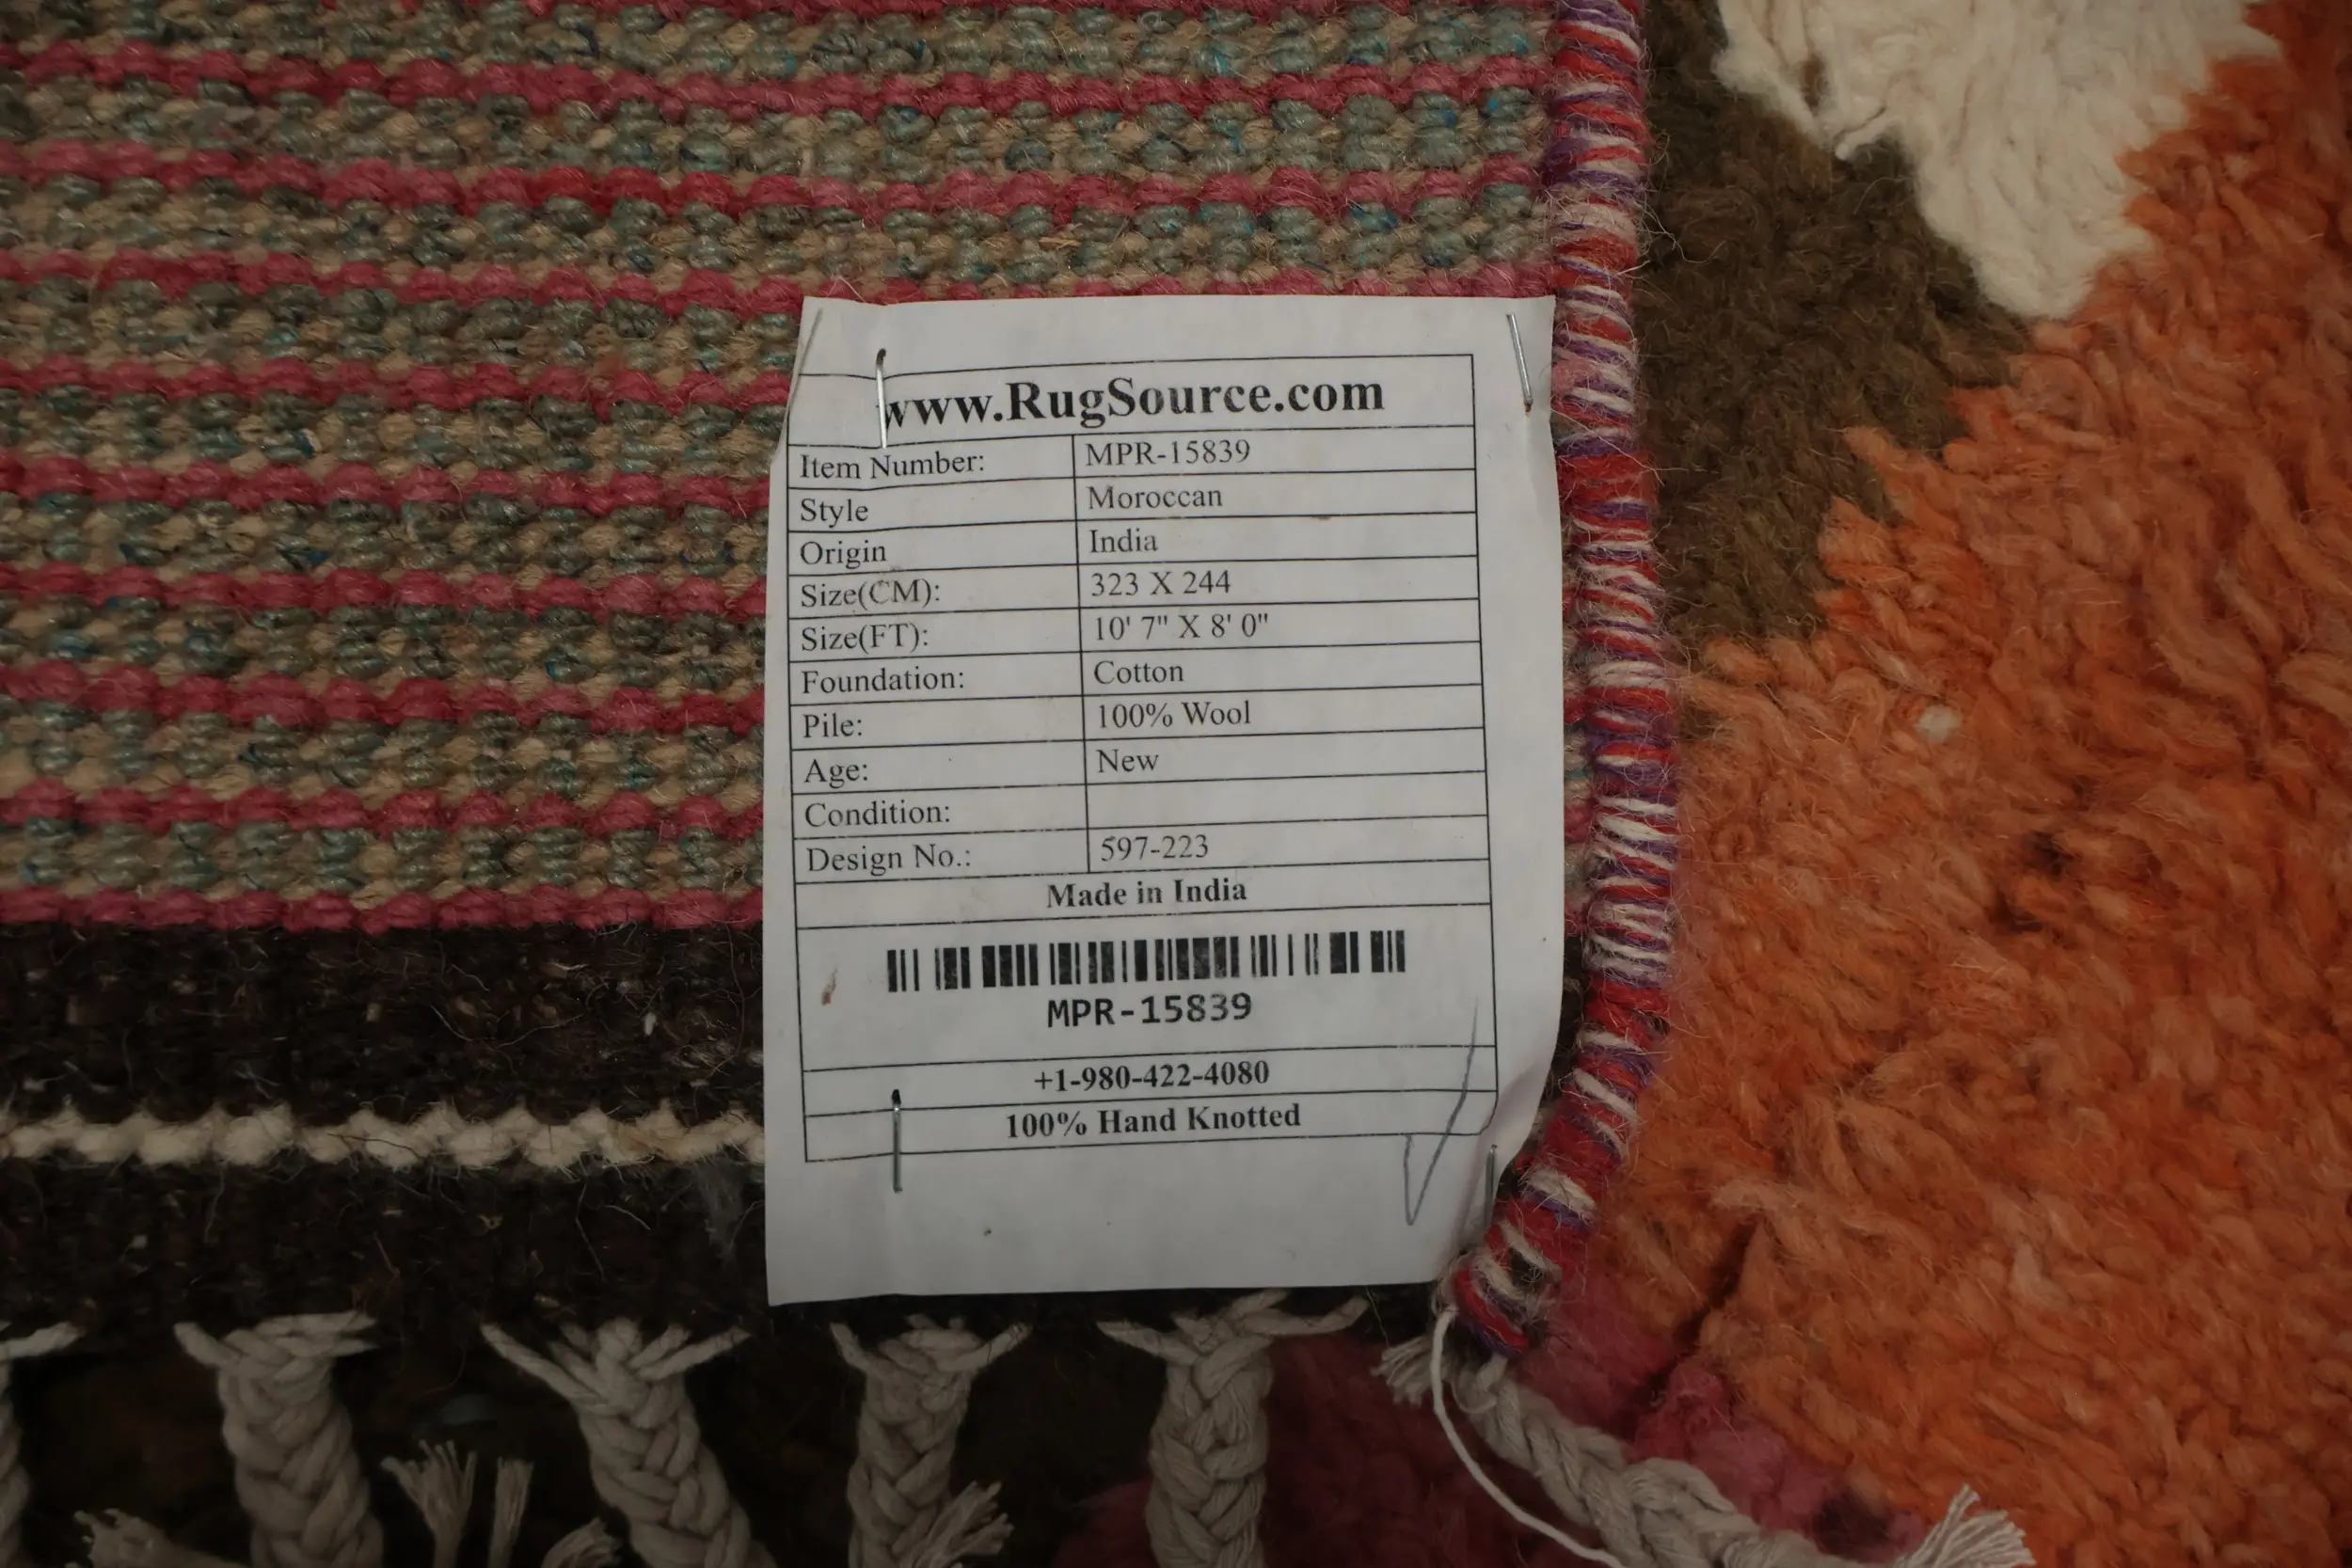 www.RugSource.com
Item Number: MPR-15839
Style Moroccan
Origin India
Size(CM): 323 X 244
Size(FT): 10' 7" X 8' 0"
Foundation: Cotton
Pile: 100% Wool
Age: New
Condition:
Design No.: 597-223
Made in India
MPR-15839
+1-980-422-4080
100% Hand Knotted